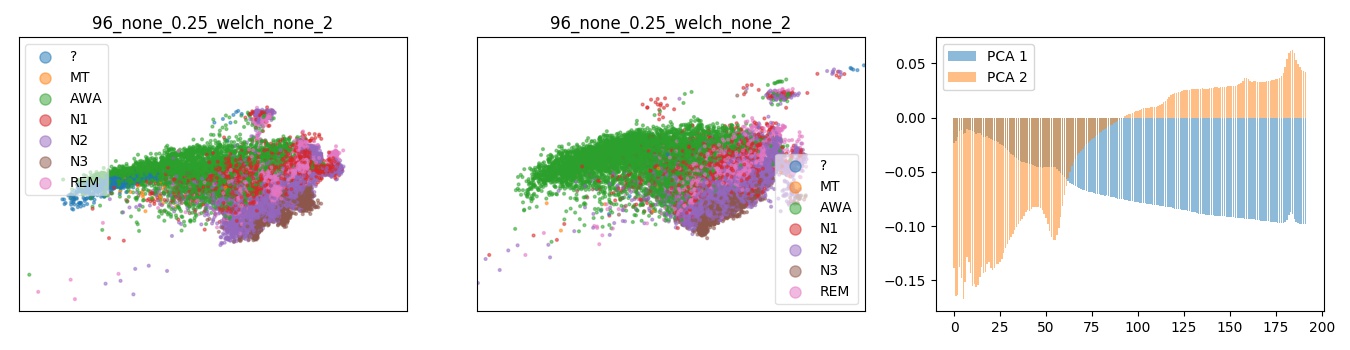 96_none_0.25_welch_none_2
?
MT
AWA
N1
N2
N3
REM
96_none_0.25_welch_none_2
?
MT
AWA
N1
N2
N3
REM
PCA 1
PCA 2
0.05
0.00
−0.05
−0.10
−0.15
0 25 50 75 100 125 150 175 200